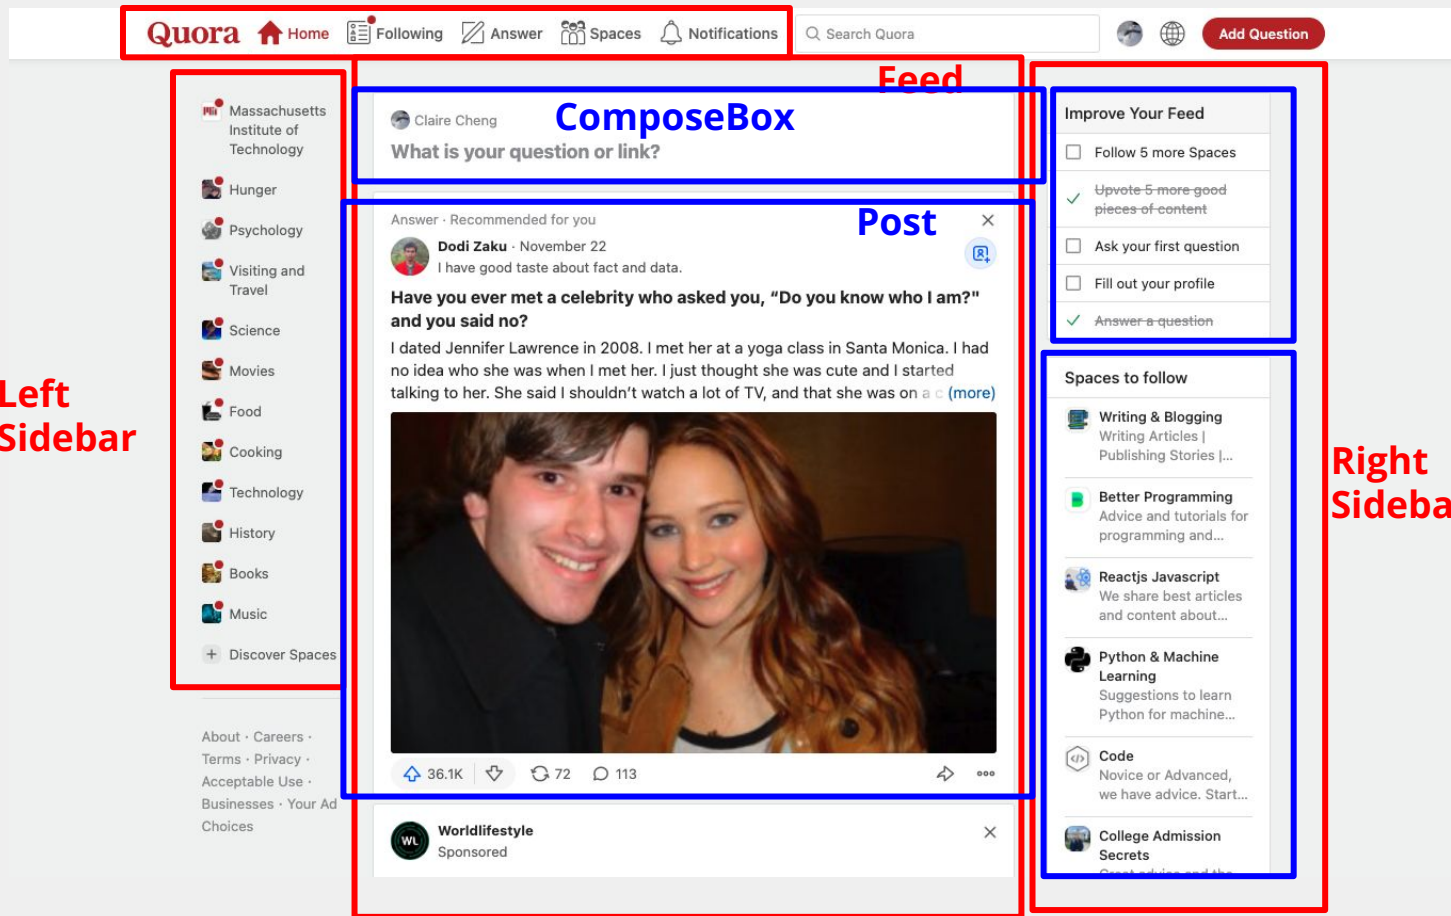 Quora
Home
Following
Answer
Spaces
Notifications
Search Quora
Add Question
Feed
Massachusetts
Institute of
Technology
Hunger
Psychology
Visiting and
Travel
Science
Movies
Food
Cooking
Technology
History
Books
Music
Discover Spaces
About · Careers ·
Terms · Privacy ·
Acceptable Use ·
Businesses · Your Ad
Choices
Left
Sidebar
Claire Cheng
ComposeBox
What is your question or link?
Answer · Recommended for you
Post
Dodi Zaku · November 22
I have good taste about fact and data.
Have you ever met a celebrity who asked you, “Do you know who I am?"
and you said no?
I dated Jennifer Lawrence in 2008. I met her at a yoga class in Santa Monica. I had
no idea who she was when I met her. I just thought she was cute and I started
talking to her. She said I shouldn’t watch a lot of TV, and that she was on a c (more)
36.1K
72
113
WL
Worldlifestyle
Sponsored
Improve Your Feed
Follow 5 more Spaces
Upvote 5 more good
pieces of content
Ask your first question
Fill out your profile
Answer a question
Spaces to follow
Writing & Blogging
Writing Articles |
Publishing Stories |...
Better Programming
Advice and tutorials for
programming and...
Reactjs Javascript
We share best articles
and content about...
Python & Machine
Learning
Suggestions to learn
Python for machine...
Code
Novice or Advanced,
we have advice. Start...
College Admission
Secrets
Great advice and the
Right
Sideba